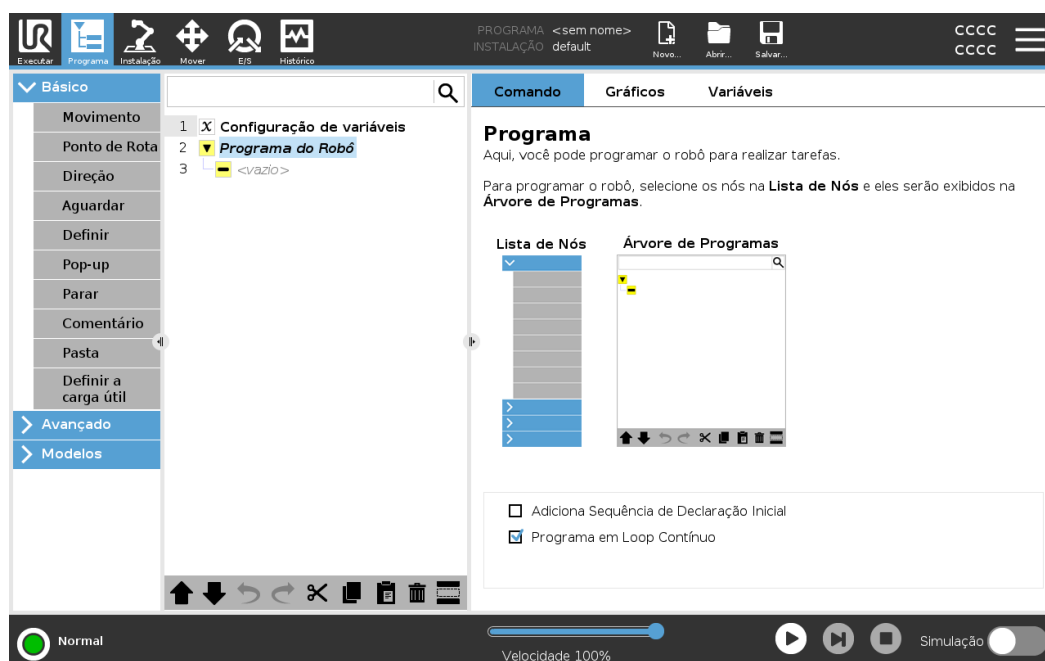 PROGRAMA <sem nome>
INSTALAÇÃO default
Executar
Programa
Instalação
Mover
E/S
Histórico
Novo...
Abrir...
Salvar...
cccc
cccc
Básico
Movimento
Ponto de Rota
Direção
Aguardar
Definir
Pop-up
Parar
Comentário
Pasta
Definir a
carga útil
Avançado
Modelos
1 X Configuração de variáveis
2 Programa do Robô
3 <vazio>
Comando
Gráficos
Variáveis
Programa
Aqui, você pode programar o robô para realizar tarefas.
Para programar o robô, selecione os nós na Lista de Nós e eles serão exibidos na
Árvore de Programas.
Lista de Nós
Árvore de Programas
Adiciona Sequência de Declaração Inicial
Programa em Loop Contínuo
Normal
Velocidade 100%
Simulação